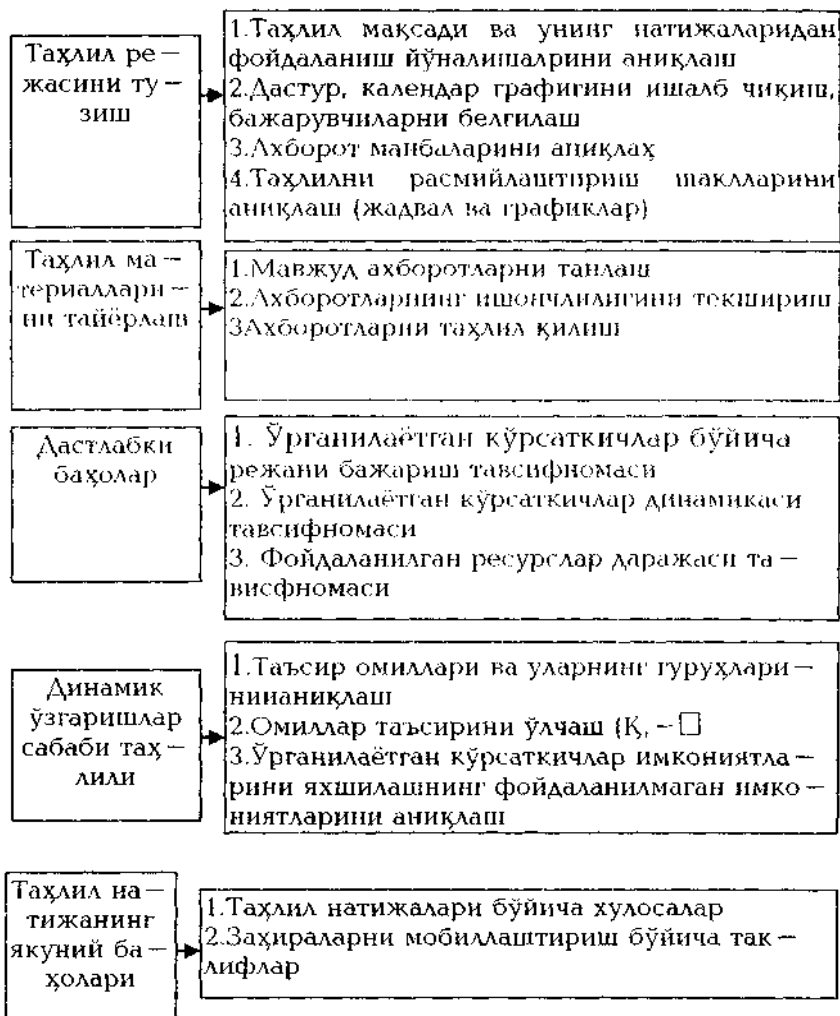 Таҳлил ре –
жасини ту –
зиш
1.Таҳлил мақсади ва унинг натижаларидан
фойдаланиш йўналишалрини аниқлаш
2.Дастур, календар графигини ишалб чиқиш,
бажарувчиларни белгилаш
3.Ахборот манбаларини аниқлаҳ
4.Таҳлилни расмийлаштириш шаклларини
аниқлаш (жадвал ва графиклар)
Таҳлил ма –
териаллари –
ни тайёрлаш
1.Мавжуд ахборотларни танлаш
2.Ахборотларнинг ишончлилигини текшириш
3Ахборотларни таҳлил қилиш
Дастлабки
баҳолар
1. Ўрганилаётган кўрсаткичлар бўйича
режани бажариш тавсифномаси
2. Ўрганилаётган кўрсаткичлар динамикаси
тавсифномаси
3. Фойдаланилган ресурслар даражаси та –
висфномаси
Динамик
ўзгаришлар
сабаби таҳ –
лили
1.Таъсир омиллари ва уларнинг гуруҳлари –
нинаниқлаш
2.Омиллар таъсирини ўлчаш (Қ, – □
3.Ўрганилаётган кўрсаткичлар имкониятла –
рини яхшилашнинг фойдаланилмаган имко –
ниятларини аниқлаш
Таҳлил на –
тижанинг
якуний ба –
ҳолари
1.Таҳлил натижалари бўйича хулосалар
2.Заҳираларни мобиллаштириш бўйича так –
лифлар